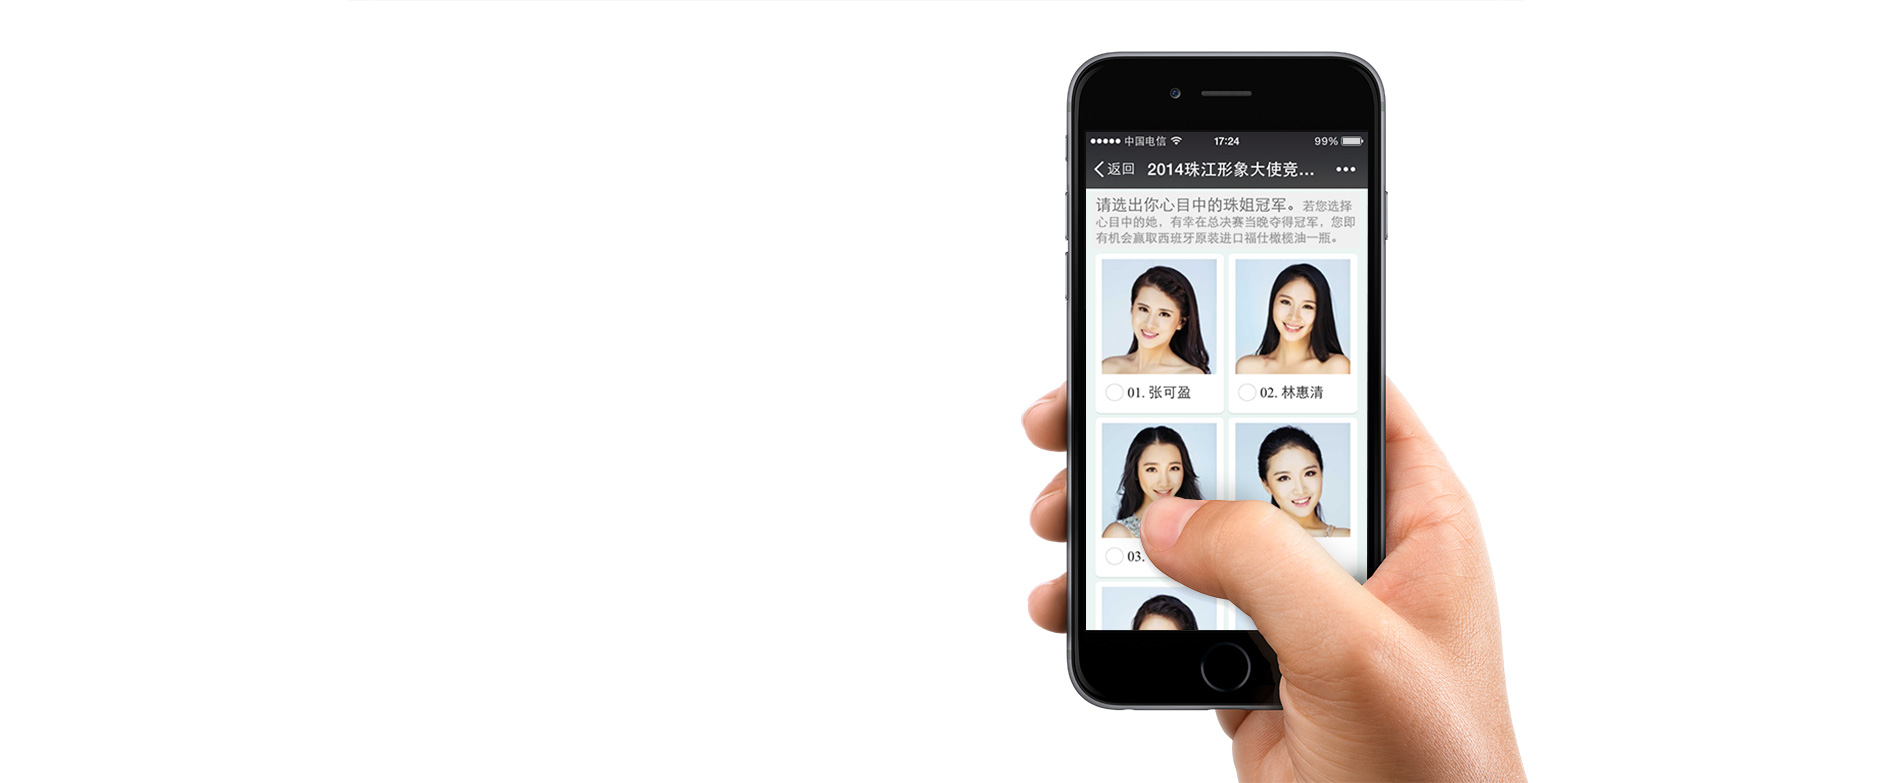 中国电信 17:24 99%
返回 2014珠江形象大使竞...
请选出你心目中的珠姐冠军。若您选择
心目中的她，有幸在总决赛当晚夺得冠军，您即
有机会赢取西班牙原装进口福仕橄榄油一瓶。
01. 张可盈 02. 林惠清
03.